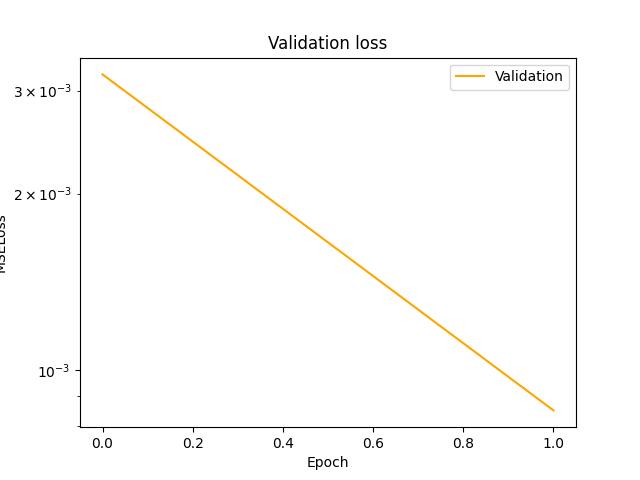 Validation loss
Validation
3 × 10⁻³
2 × 10⁻³
10⁻³
MSELoss
0.0 0.2 0.4 0.6 0.8 1.0
Epoch